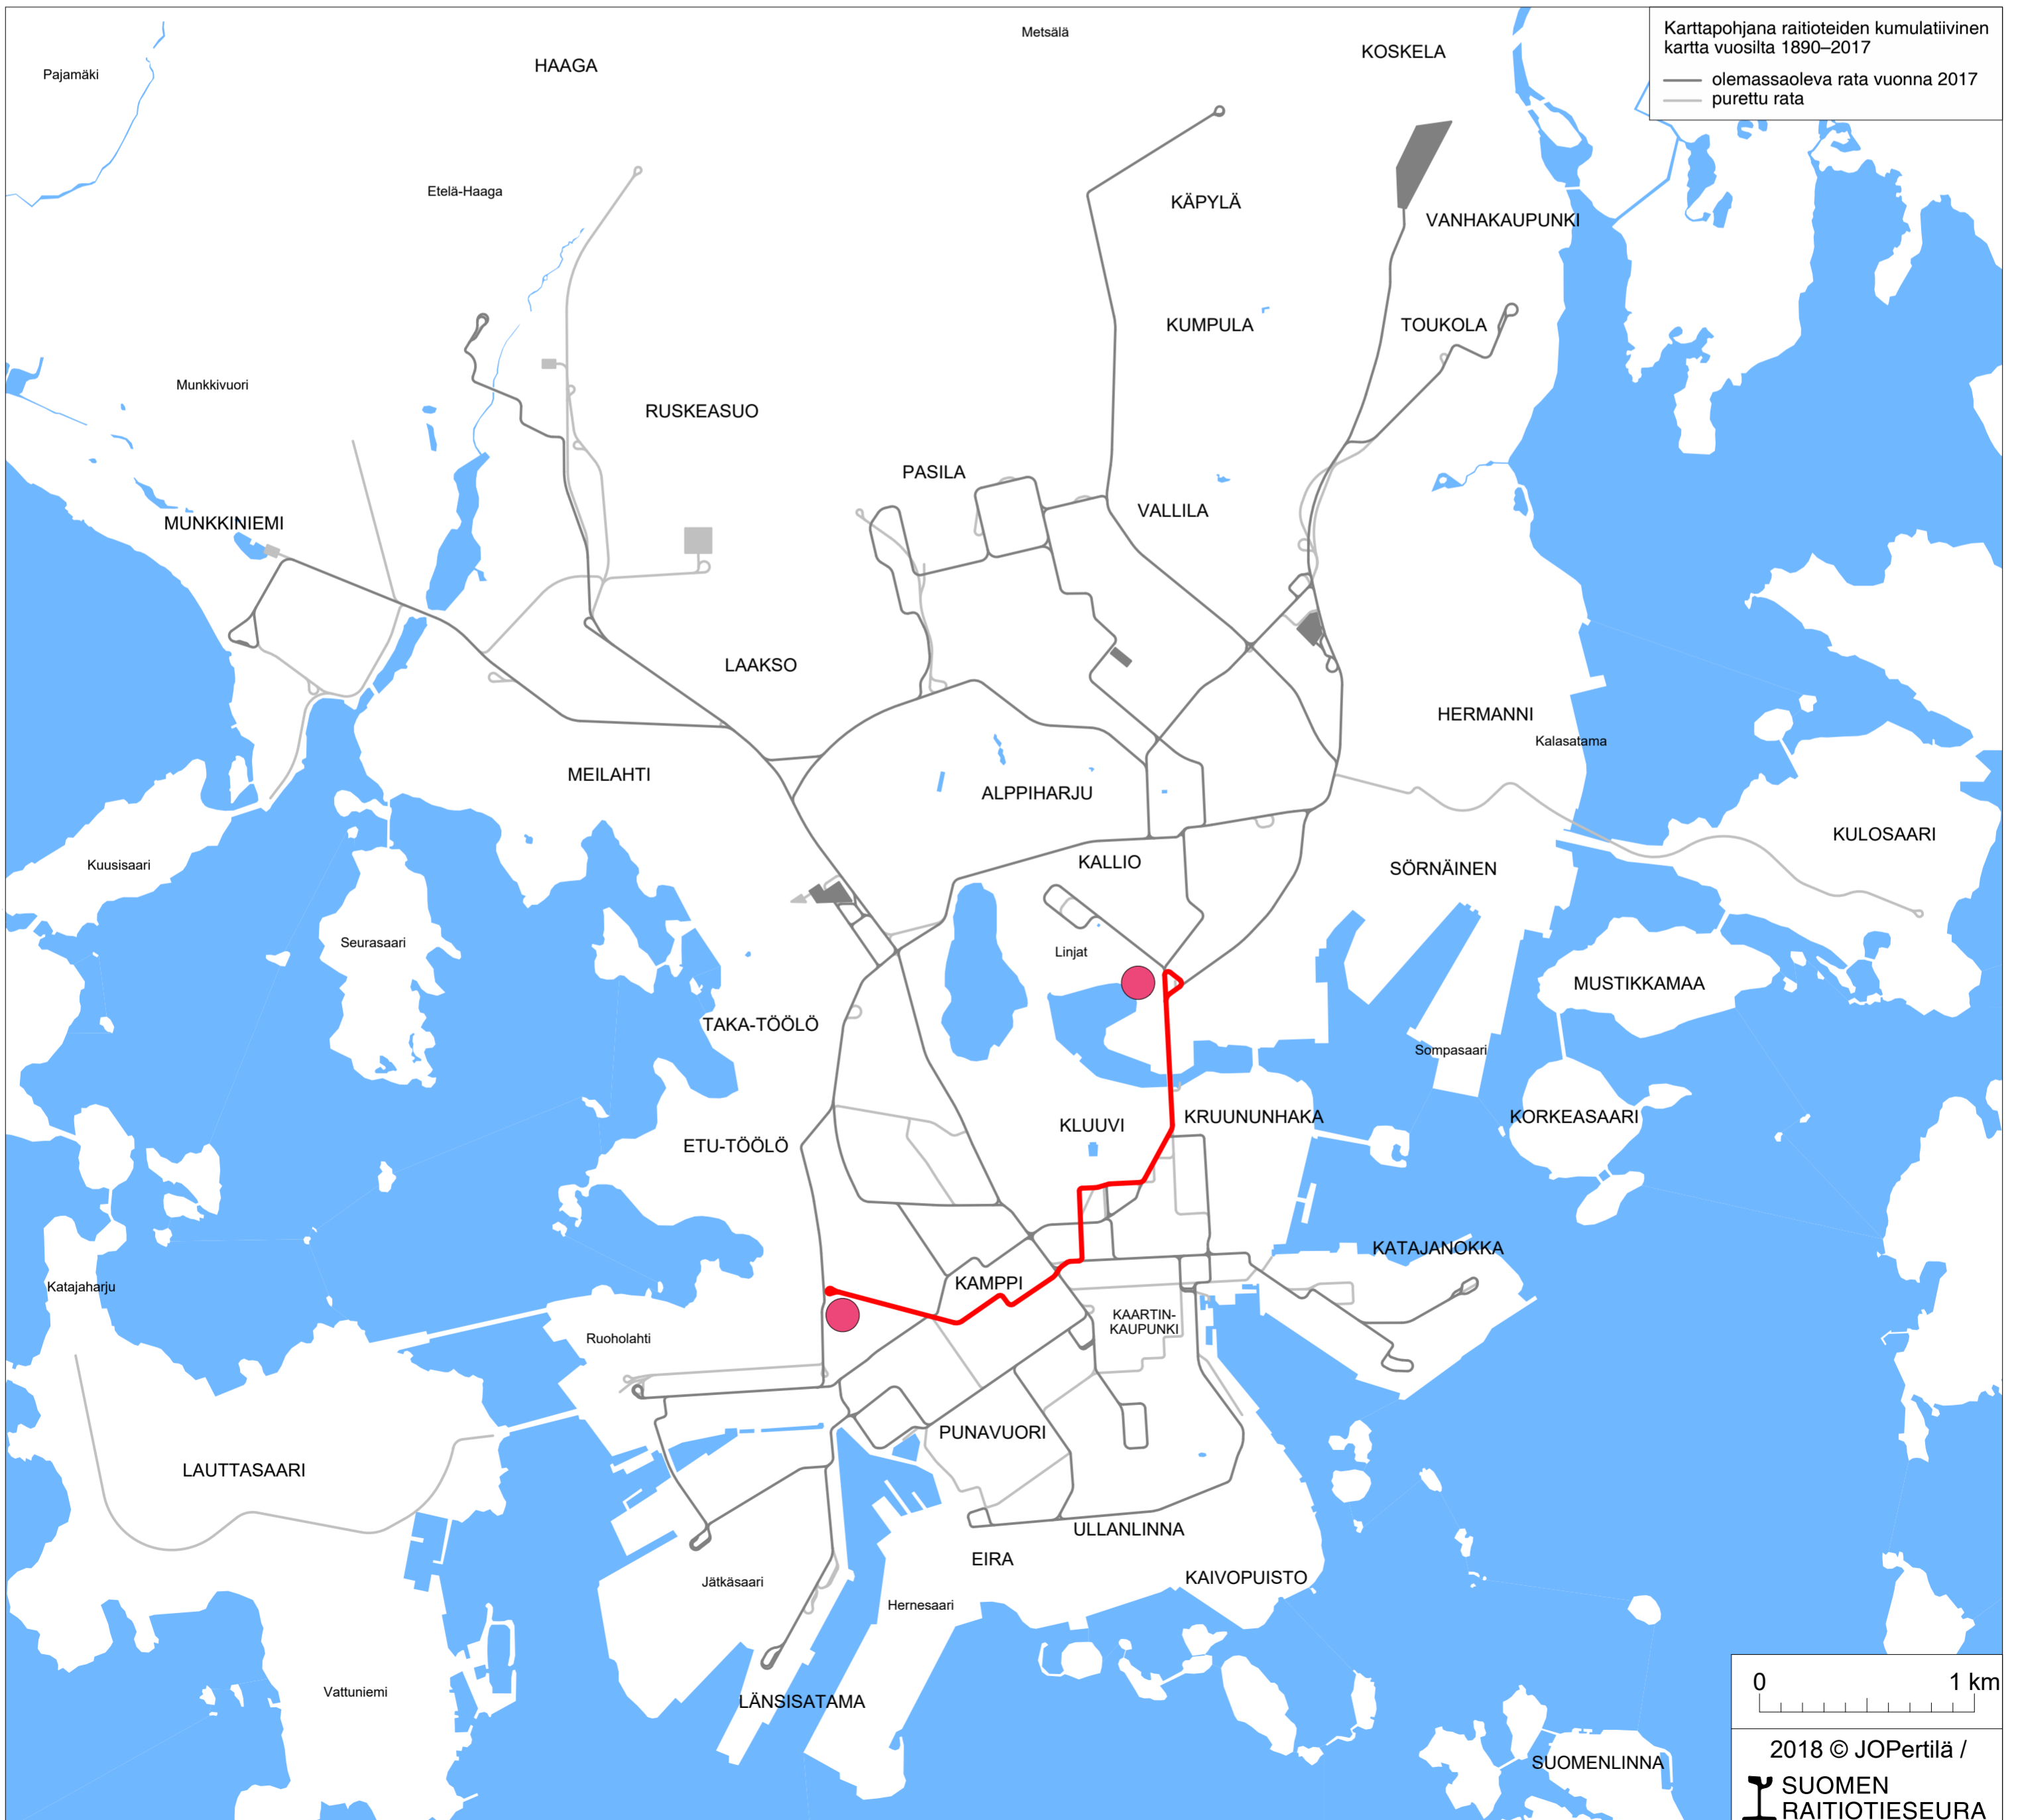 Karttapohjana raitioteiden kumulatiivinen
kartta vuosilta 1890–2017
olemassaoleva rata vuonna 2017
purettu rata
Metsälä
KOSKELA
HAAGA
Pajamäki
Etelä-Haaga
KÄPYLÄ
VANHAKAUPUNKI
KUMPULA
TOUKOLA
Munkkivuori
RUSKEASUO
PASILA
VALLILA
MUNKKINIEMI
LAAKSO
HERMANNI
Kalasatama
MEILAHTI
ALPPIHARJU
KULOSAARI
Kuusisaari
KALLIO
SÖRNÄINEN
Seurasaari
Linjat
MUSTIKKAMAA
TAKA-TÖÖLÖ
Sompasaari
KLUUVI
KRUUNUNHAKA
KORKEASAARI
ETU-TÖÖLÖ
KATAJANOKKA
Katajaharju
KAMPPI
KAARTIN-
KAUPUNKI
Ruoholahti
PUNAVUORI
LAUTTASAARI
ULLANLINNA
EIRA
Jätkäsaari
KAIVOPUISTO
Hernesaari
Vattuniemi
LÄNSISATAMA
SUOMENLINNA
0 1 km
2018 © JOPertilä /
SUOMEN
RAITIOTIESEURA